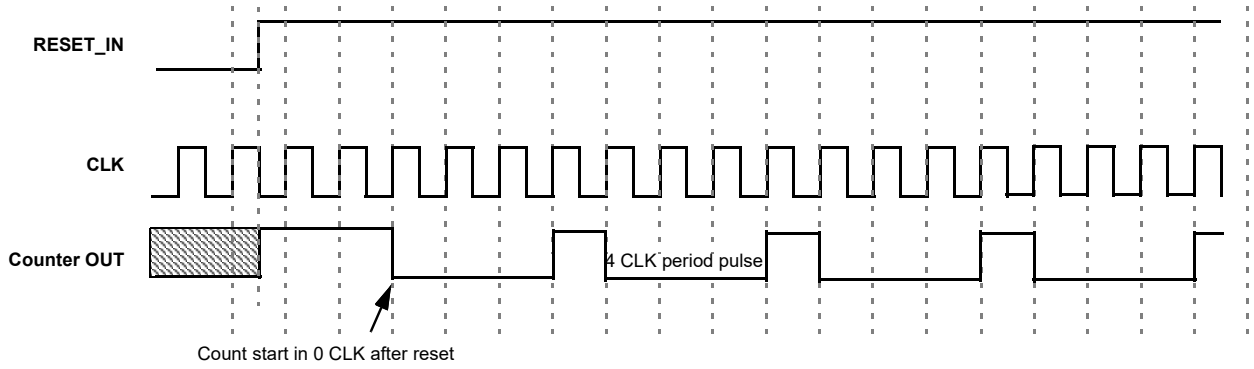 RESET_IN
CLK
Counter OUT
4 CLK period pulse
Count start in 0 CLK after reset